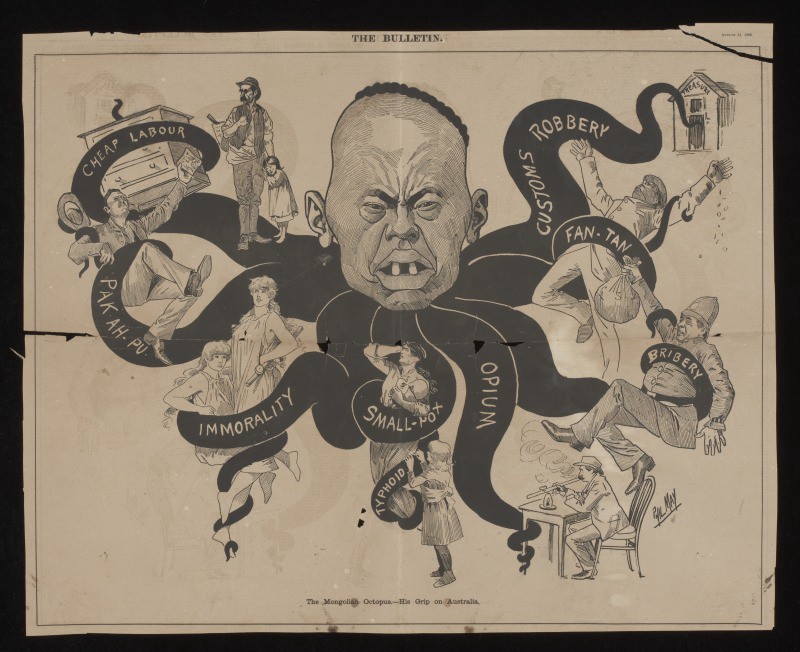 THE BULLETIN.
TREASURY
CHEAP LABOUR
CUSTOMS ROBBERY
FAN-TAN
PAK AH-PU
BRIBERY
IMMORALITY
SMALL-POX
OPIUM
TYPHOID
PHIL MAY
The Mongolian Octopus—His Grip on Australia.